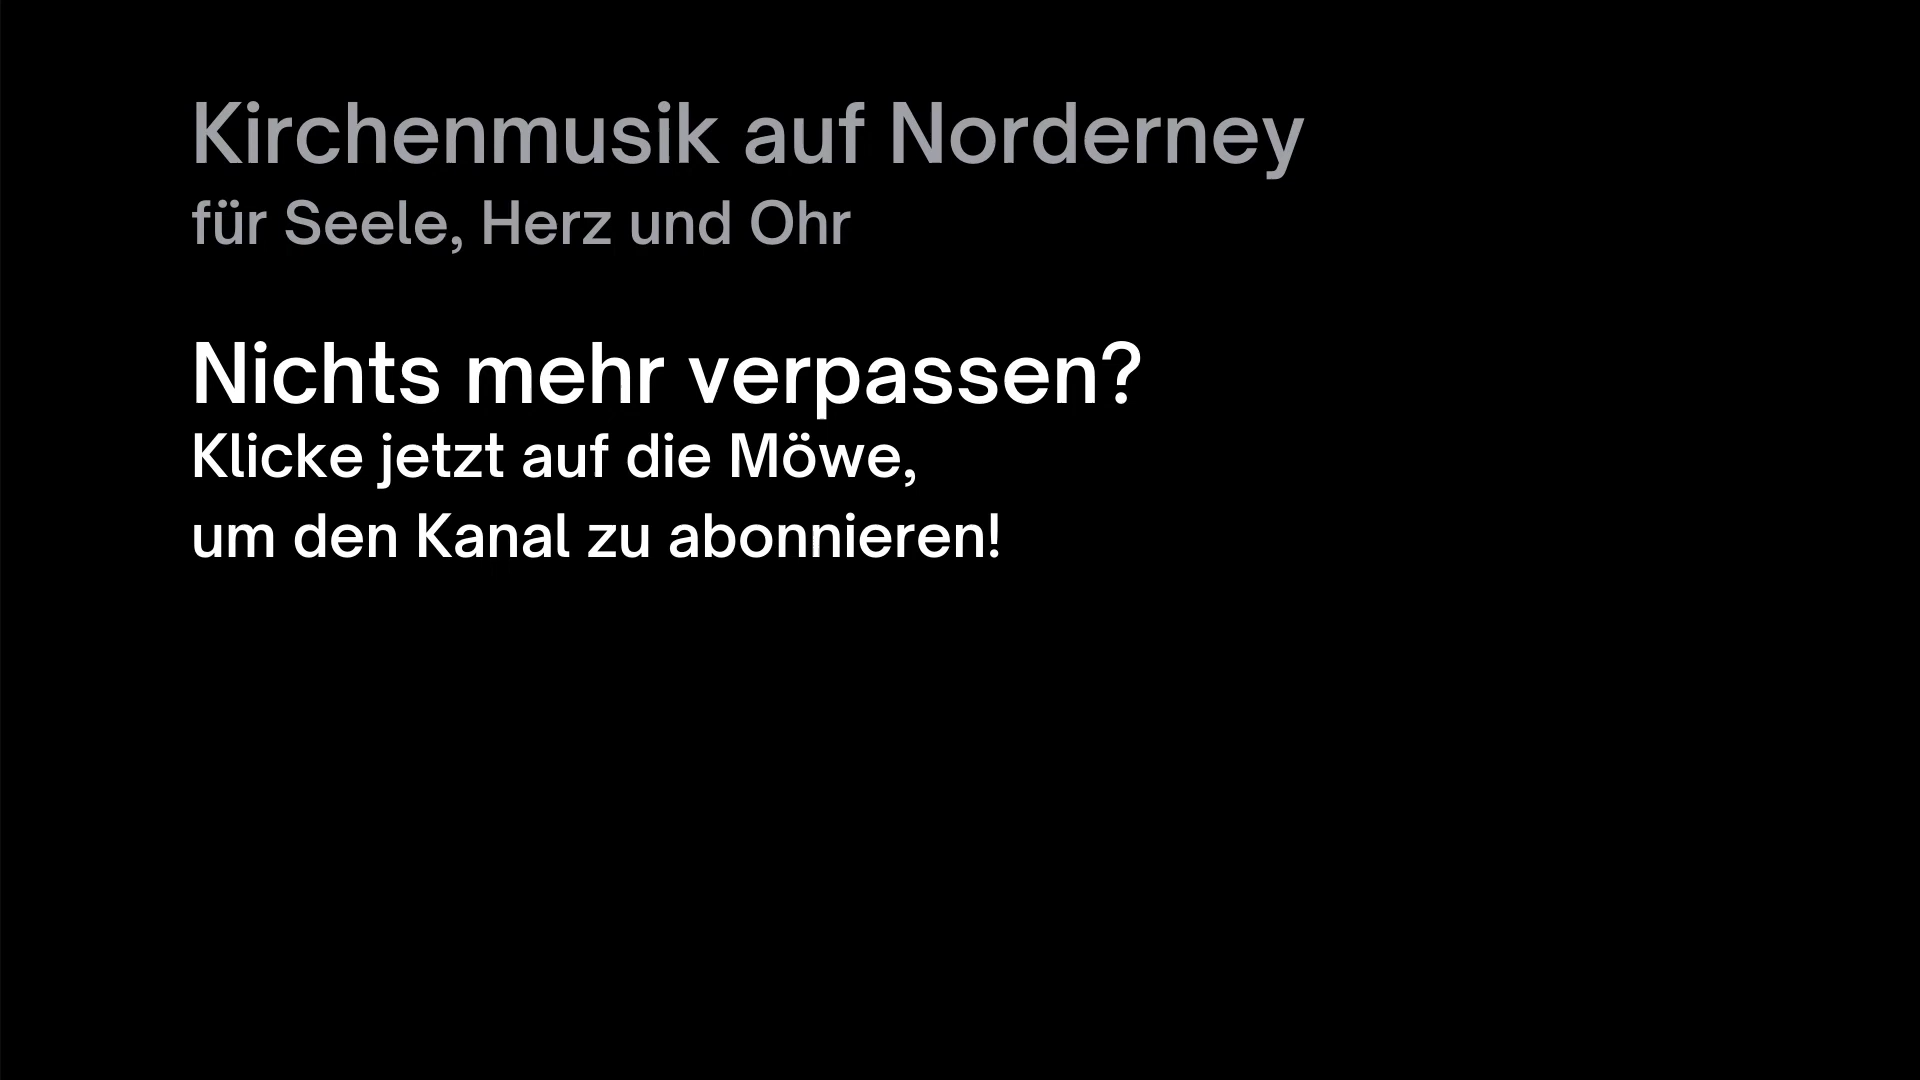 Kirchenmusik auf Norderney
für Seele, Herz und Ohr
Nichts mehr verpassen?
Klicke jetzt auf die Möwe,
um den Kanal zu abonnieren!